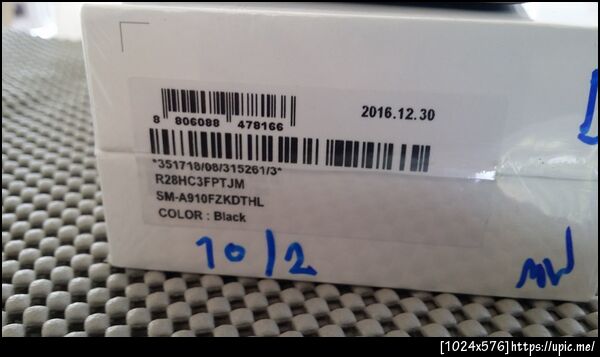 8 806088 478166
2016.12.30
*351718/08/315261/3*
R28HC3FPTJM
SM-A910FZKDTHL
COLOR : Black
10/2
[1024x576]https://upic.me/